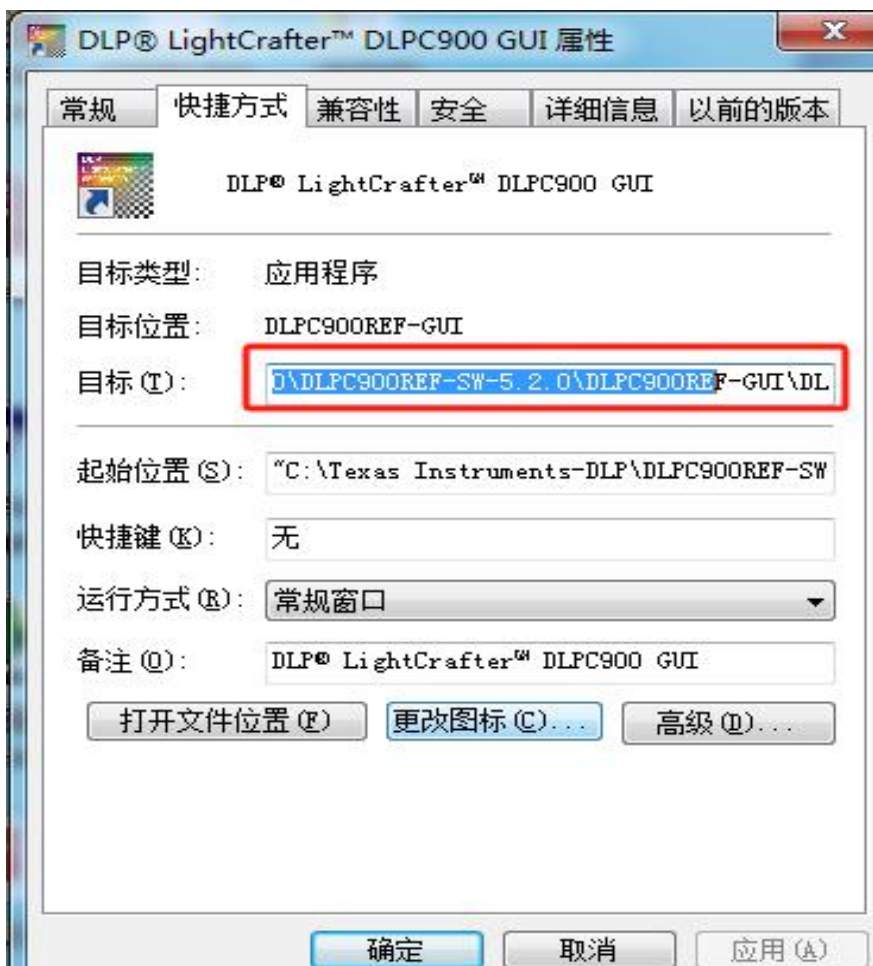 DLP® LightCrafter™ DLPC900 GUI 属性
常规 快捷方式 兼容性 安全 详细信息 以前的版本
DLP® LightCrafter™ DLPC900 GUI
目标类型: 应用程序
目标位置: DLPC900REF-GUI
目标(T): 0\DLPC900REF-SW-5.2.0\DLPC900REF-GUI\DL
起始位置(S): "C:\Texas Instruments-DLP\DLPC900REF-SW
快捷键(K): 无
运行方式(R): 常规窗口
备注(O): DLP® LightCrafter™ DLPC900 GUI
打开文件位置(F) 更改图标(C)... 高级(D)...
确定 取消 应用(A)